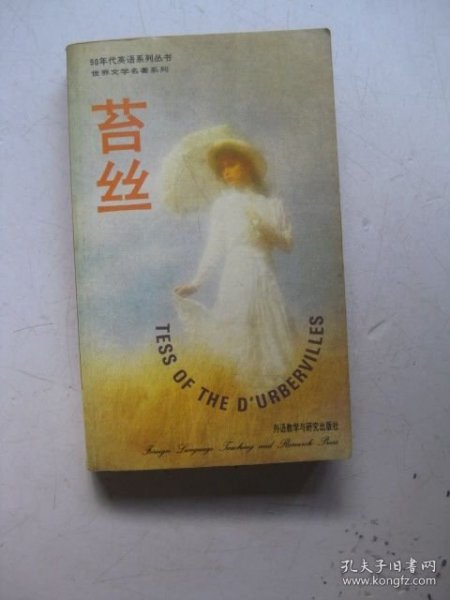 90年代英语系列丛书
世界文学名著系列
苔丝
TESS OF THE D'URBERVILLES
外语教学与研究出版社
Foreign Language Teaching and Research Press
孔夫子旧书网
www.kongfz.com